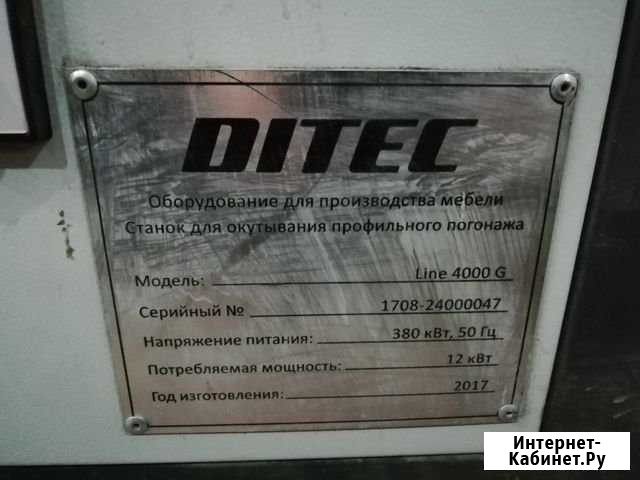 DITEC
Оборудование для производства мебели
Станок для окутывания профильного погонажа
Модель: Line 4000 G
Серийный № 1708-24000047
Напряжение питания: 380 кВт, 50 Гц
Потребляемая мощность: 12 кВт
Год изготовления: 2017
Интернет-
Кабинет.Ру